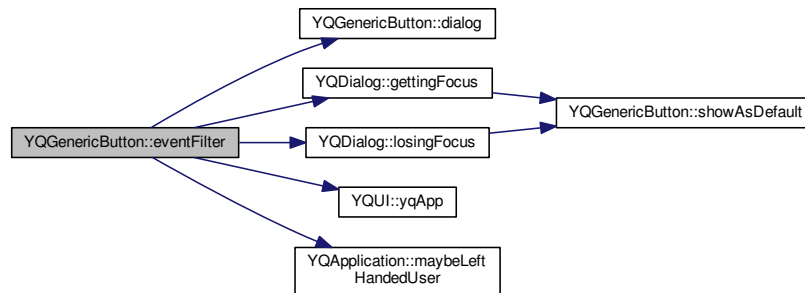 YQGenericButton::dialog
YQDialog::gettingFocus
YQGenericButton::showAsDefault
YQGenericButton::eventFilter
YQDialog::losingFocus
YQUI::yqApp
YQApplication::maybeLeft
HandedUser